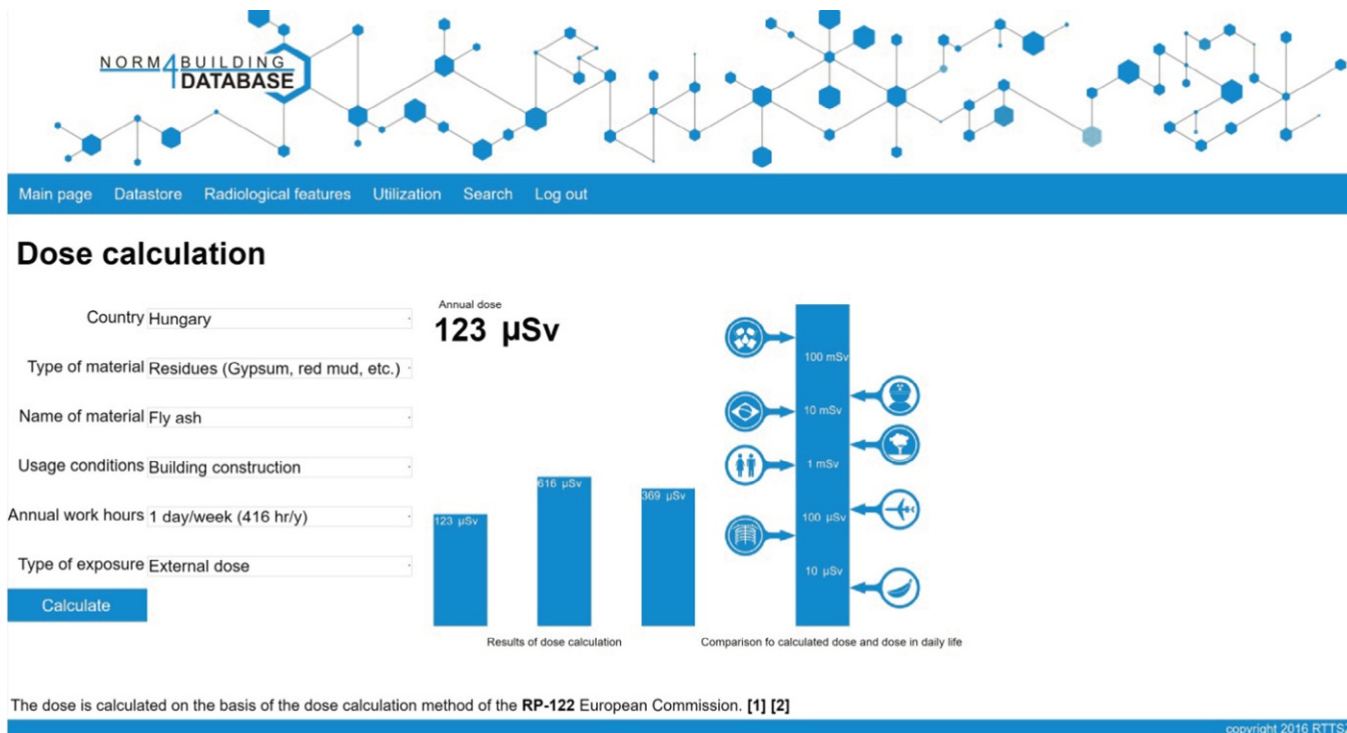 NORM4BUILDING
DATABASE
Main page Datastore Radiological features Utilization Search Log out
Dose calculation
Country Hungary
Type of material Residues (Gypsum, red mud, etc.)
Name of material Fly ash
Usage conditions Building construction
Annual work hours 1 day/week (416 hr/y)
Type of exposure External dose
Calculate
Annual dose
123 µSv
123 µSv
616 µSv
369 µSv
Results of dose calculation
100 mSv
10 mSv
1 mSv
100 µSv
10 µSv
Comparison fo calculated dose and dose in daily life
The dose is calculated on the basis of the dose calculation method of the RP-122 European Commission. [1] [2]
copyright 2016 RTTS